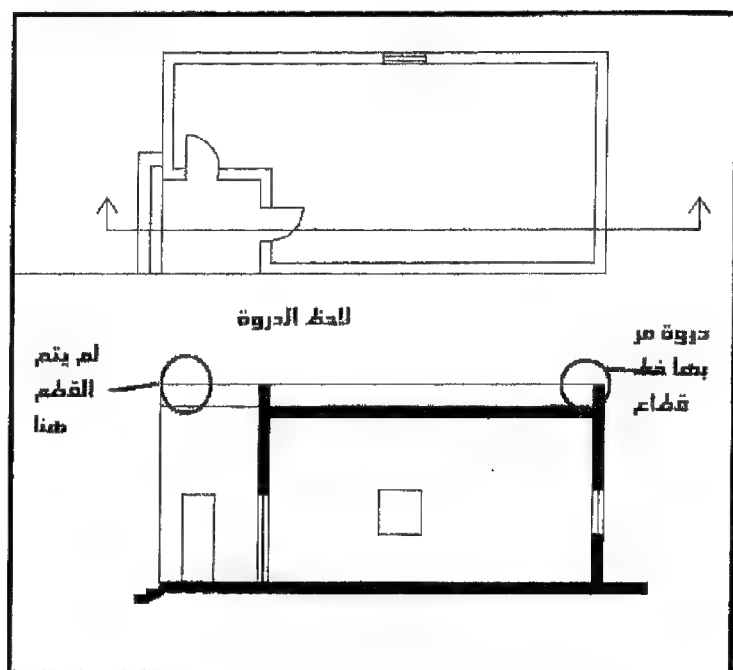 لاحظ الدروة
دروة مر
بها خط
قطاع
لم يتم
القطع
هنا